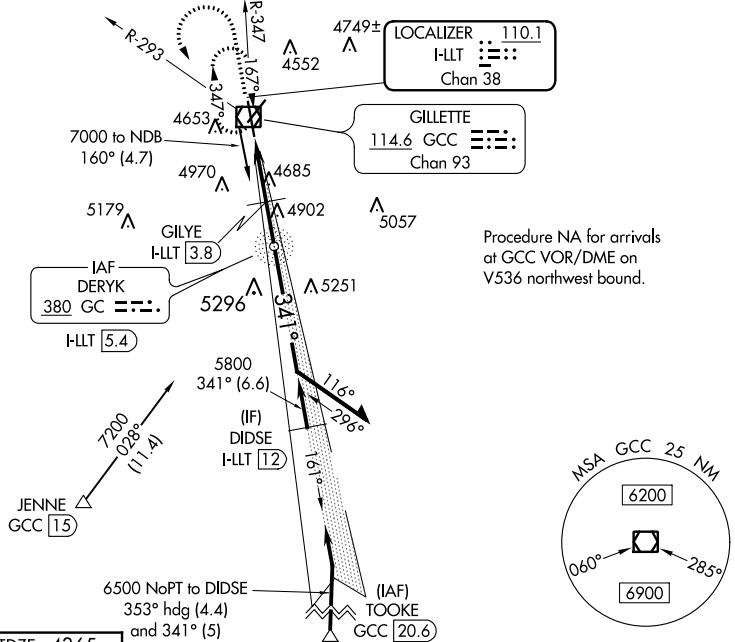 R-293
R-347
167°
347°
4749±
4552
LOCALIZER 110.1
I-LLT
Chan 38
GILLETTE
114.6 GCC
Chan 93
4653
7000 to NDB
160° (4.7)
4970
4685
5179
4902
5057
GILYE
I-LLT 3.8
Procedure NA for arrivals
at GCC VOR/DME on
V536 northwest bound.
IAF
DERYK
380 GC
I-LLT 5.4
5296
5251
341°
5800
341° (6.6)
116°
296°
(IF)
DIDSE
I-LLT 12
161°
7200
028°
(11.4)
JENNE
GCC 15
MSA GCC 25 NM
6200
060°
285°
6900
6500 NoPT to DIDSE
353° hdg (4.4)
and 341° (5)
(IAF)
TOOKE
GCC 20.6